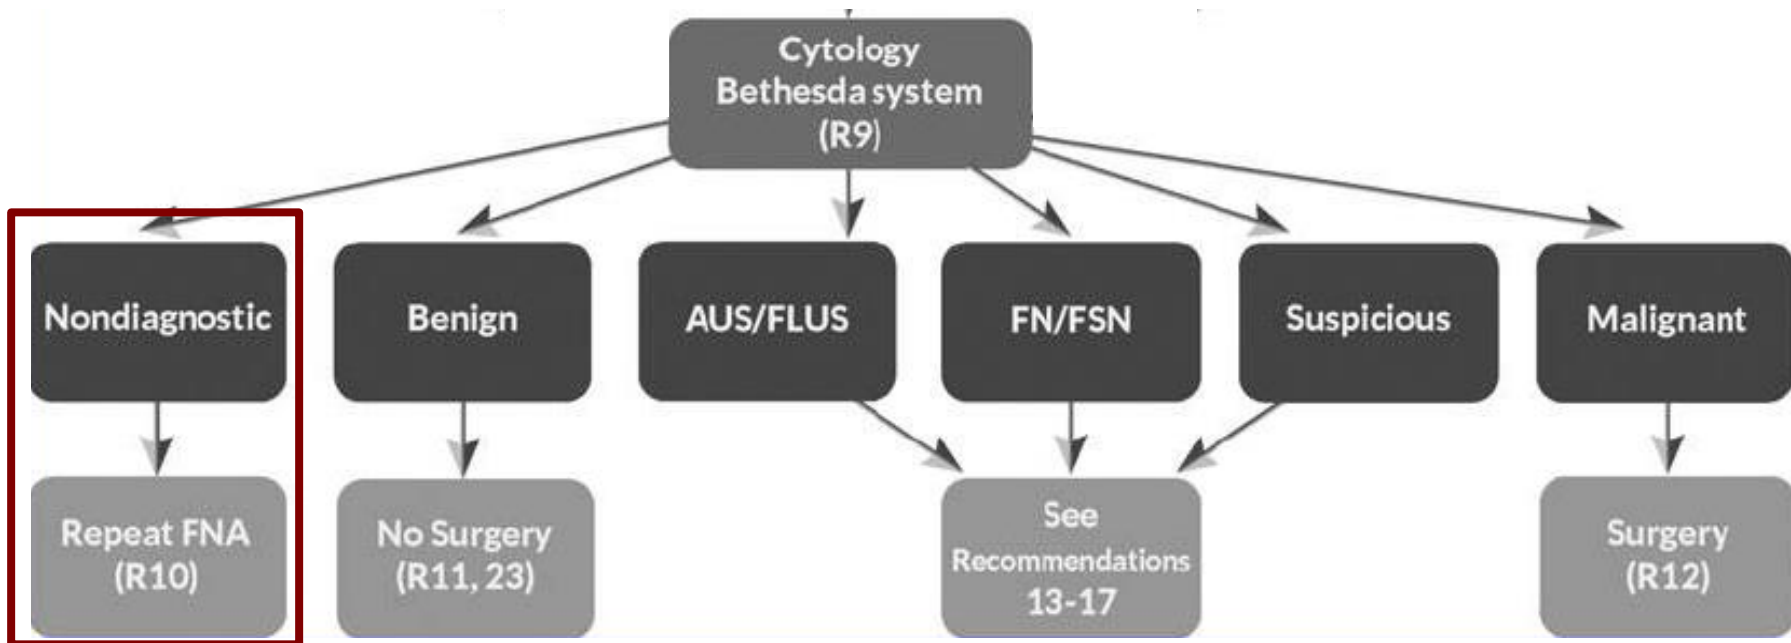 Cytology
Bethesda system
(R9)
Nondiagnostic
Benign
AUS/FLUS
FN/FSN
Suspicious
Malignant
Repeat FNA
(R10)
No Surgery
(R11, 23)
See
Recommendations
13-17
Surgery
(R12)